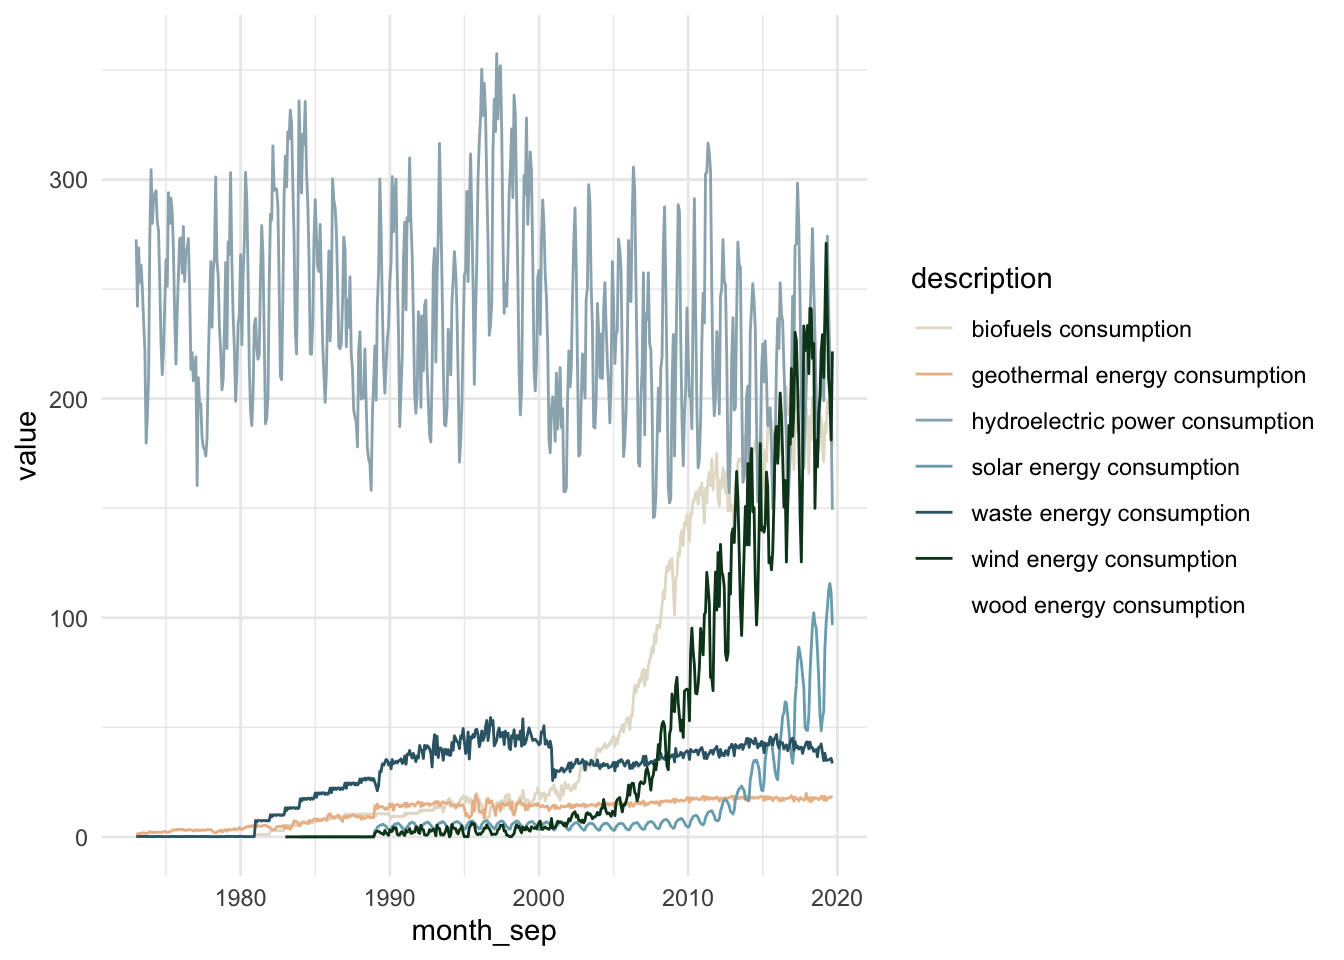 300
200
100
0
value
1980 1990 2000 2010 2020
month_sep
description
biofuels consumption
geothermal energy consumption
hydroelectric power consumption
solar energy consumption
waste energy consumption
wind energy consumption
wood energy consumption